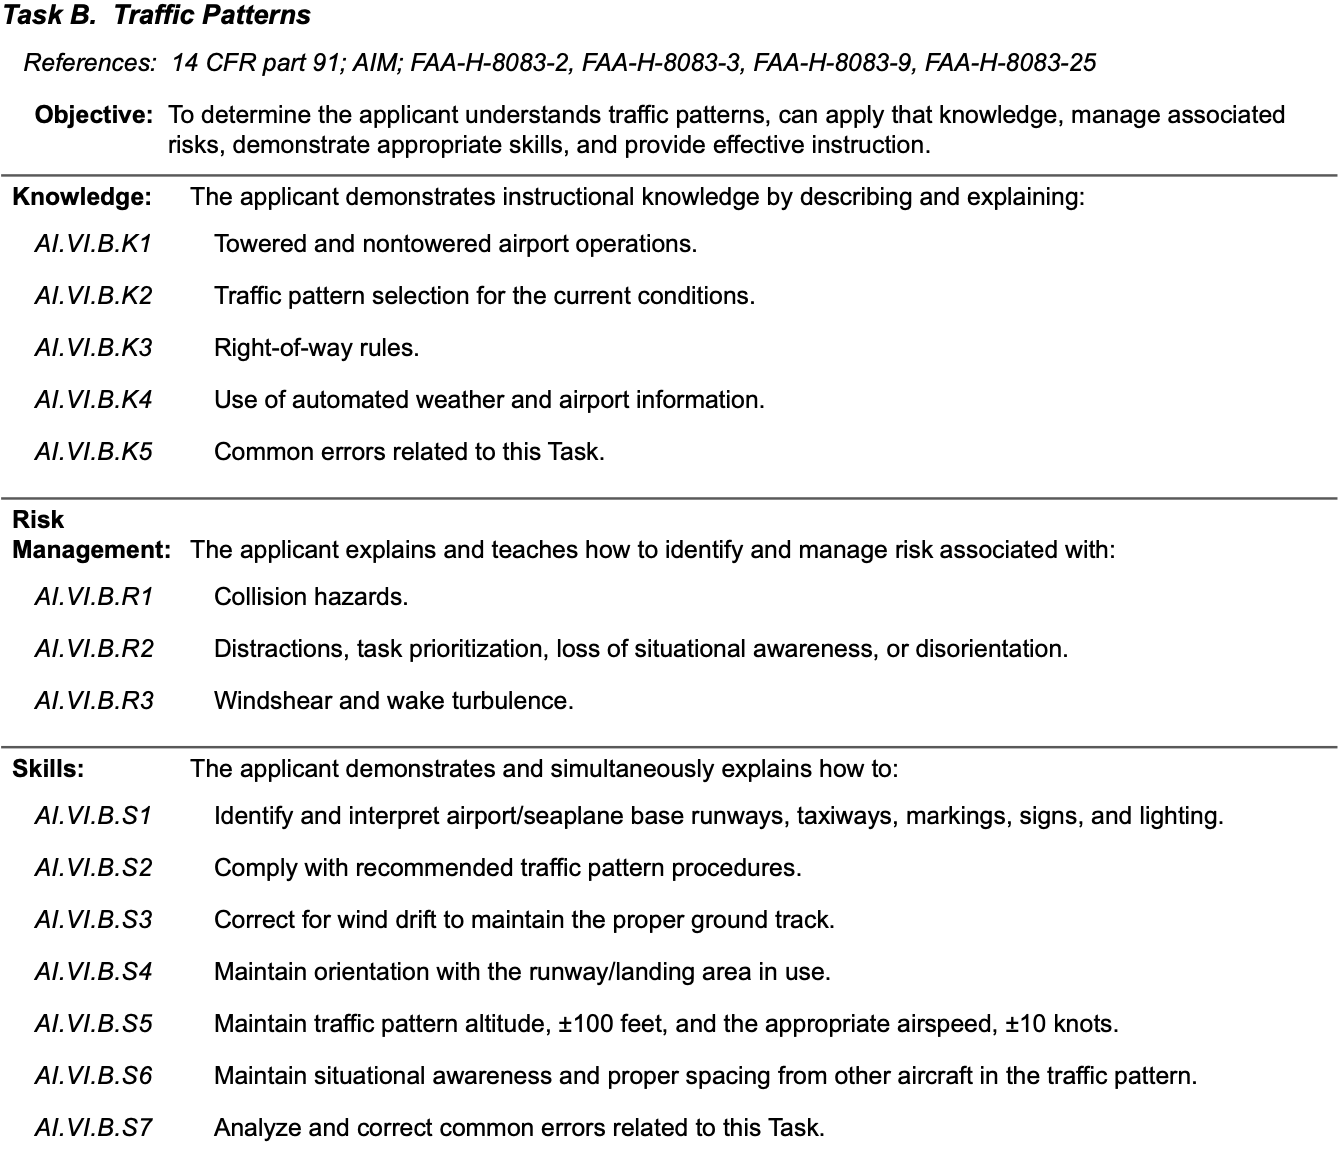 Task B. Traffic Patterns
References: 14 CFR part 91; AIM; FAA-H-8083-2, FAA-H-8083-3, FAA-H-8083-9, FAA-H-8083-25
Objective: To determine the applicant understands traffic patterns, can apply that knowledge, manage associated
risks, demonstrate appropriate skills, and provide effective instruction.
Knowledge: The applicant demonstrates instructional knowledge by describing and explaining:
AI.VI.B.K1 Towered and nontowered airport operations.
AI.VI.B.K2 Traffic pattern selection for the current conditions.
AI.VI.B.K3 Right-of-way rules.
AI.VI.B.K4 Use of automated weather and airport information.
AI.VI.B.K5 Common errors related to this Task.
Risk
Management: The applicant explains and teaches how to identify and manage risk associated with:
AI.VI.B.R1 Collision hazards.
AI.VI.B.R2 Distractions, task prioritization, loss of situational awareness, or disorientation.
AI.VI.B.R3 Windshear and wake turbulence.
Skills: The applicant demonstrates and simultaneously explains how to:
AI.VI.B.S1 Identify and interpret airport/seaplane base runways, taxiways, markings, signs, and lighting.
AI.VI.B.S2 Comply with recommended traffic pattern procedures.
AI.VI.B.S3 Correct for wind drift to maintain the proper ground track.
AI.VI.B.S4 Maintain orientation with the runway/landing area in use.
AI.VI.B.S5 Maintain traffic pattern altitude, ±100 feet, and the appropriate airspeed, ±10 knots.
AI.VI.B.S6 Maintain situational awareness and proper spacing from other aircraft in the traffic pattern.
AI.VI.B.S7 Analyze and correct common errors related to this Task.